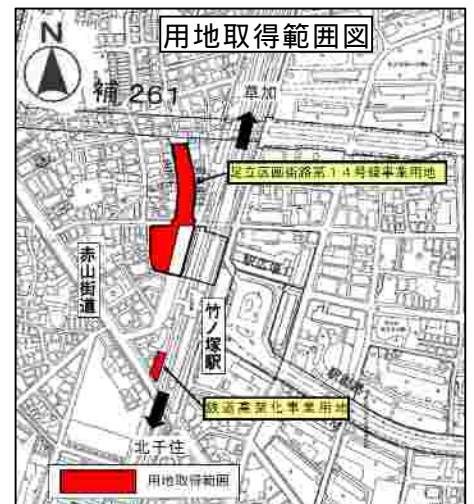 用地取得範囲図
N
補261
草加
足立区画街路第14号線事業用地
赤山街道
竹ノ塚駅
鉄道高架化事業用地
北千住
用地取得範囲